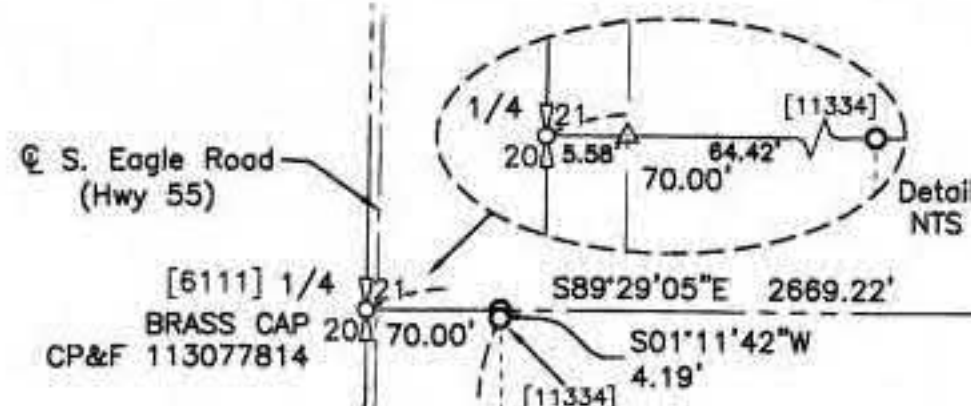 1/4 21 [11334]
20 5.58' 64.42'
70.00'
Detail
NTS
℄ S. Eagle Road
(Hwy 55)
[6111] 1/4 21
BRASS CAP 20
CP&F 113077814
70.00'
S89°29'05"E 2669.22'
S01°11'42"W
4.19'
[11334]